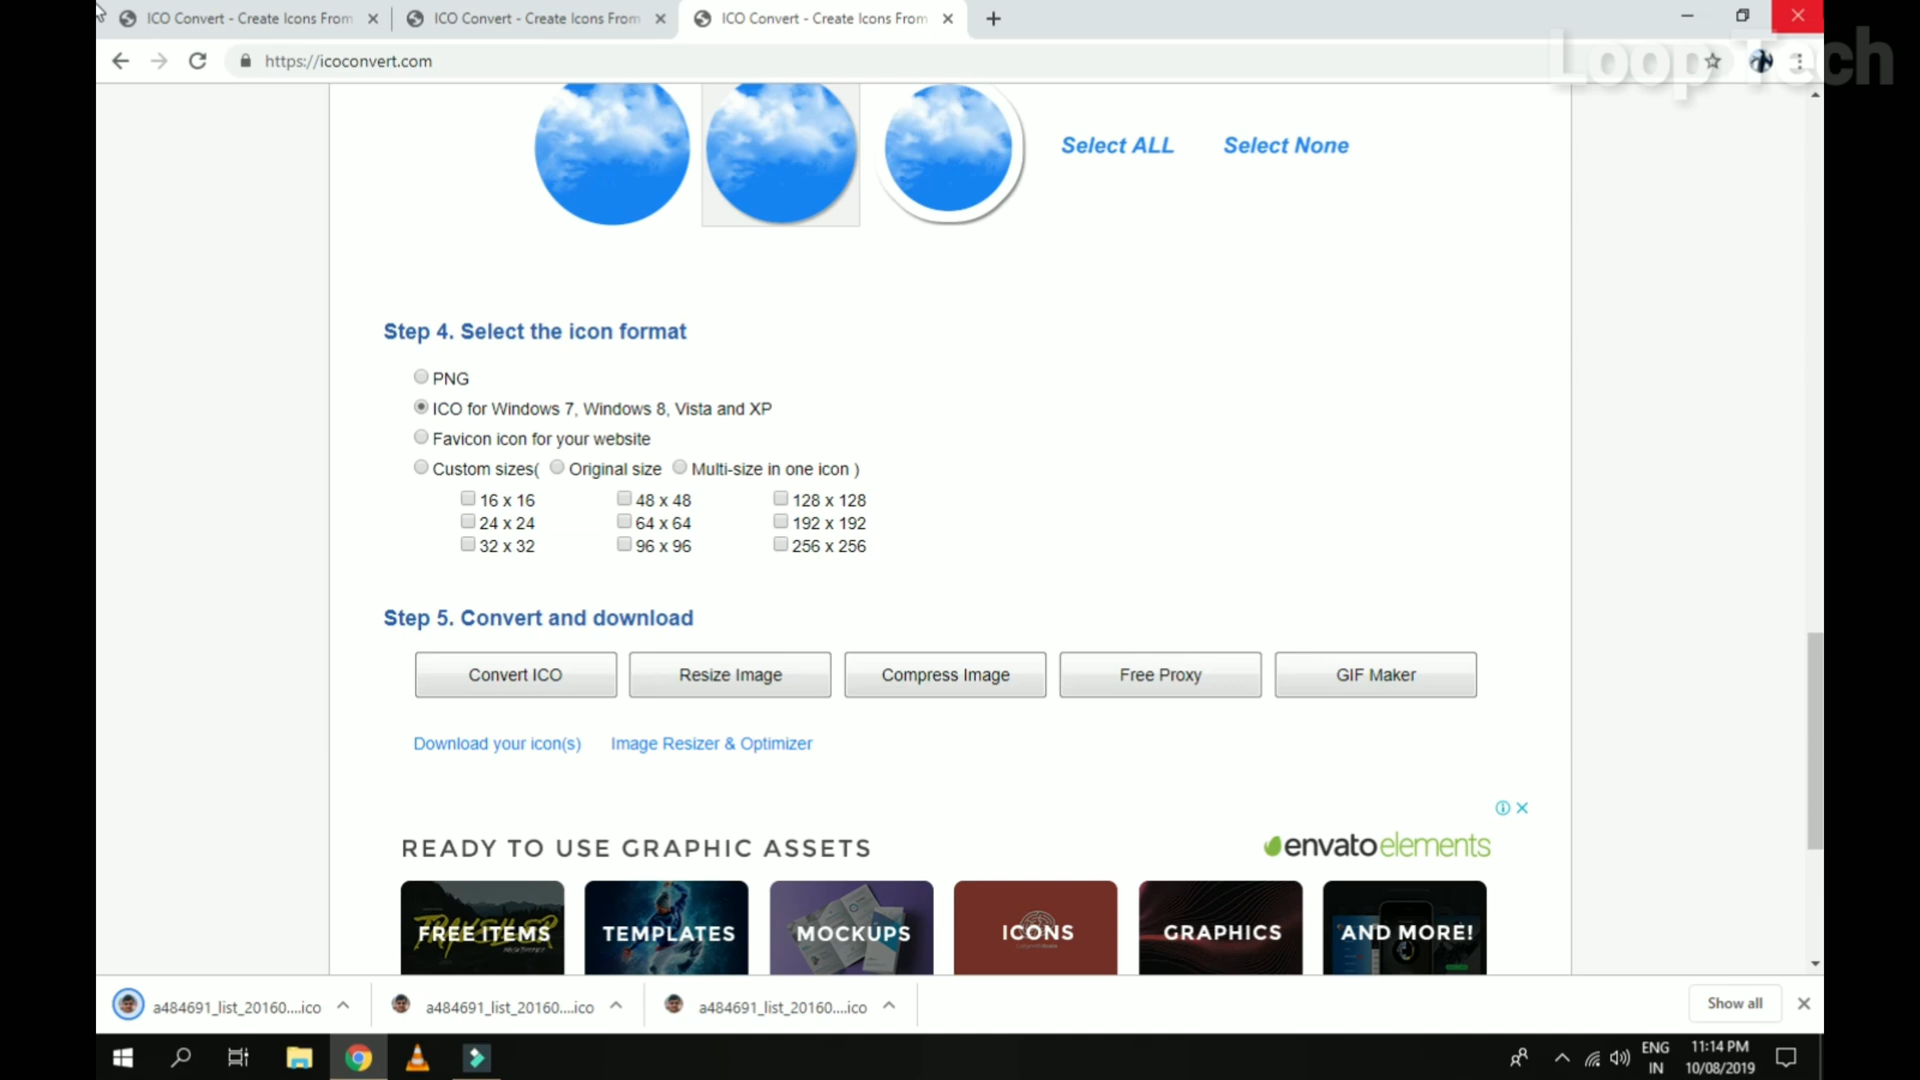 ICO Convert - Create Icons From
ICO Convert - Create Icons From
ICO Convert - Create Icons From
https://icoconvert.com
Loop Tech
Select ALL
Select None
Step 4. Select the icon format
PNG
ICO for Windows 7, Windows 8, Vista and XP
Favicon icon for your website
Custom sizes( Original size Multi-size in one icon )
16 x 16 48 x 48 128 x 128
24 x 24 64 x 64 192 x 192
32 x 32 96 x 96 256 x 256
Step 5. Convert and download
Convert ICO
Resize Image
Compress Image
Free Proxy
GIF Maker
Download your icon(s)
Image Resizer & Optimizer
READY TO USE GRAPHIC ASSETS
envato elements
FREE ITEMS
TEMPLATES
MOCKUPS
ICONS
GRAPHICS
AND MORE!
a484691_list_20160....ico
a484691_list_20160....ico
a484691_list_20160....ico
Show all
ENG
IN
11:14 PM
10/08/2019